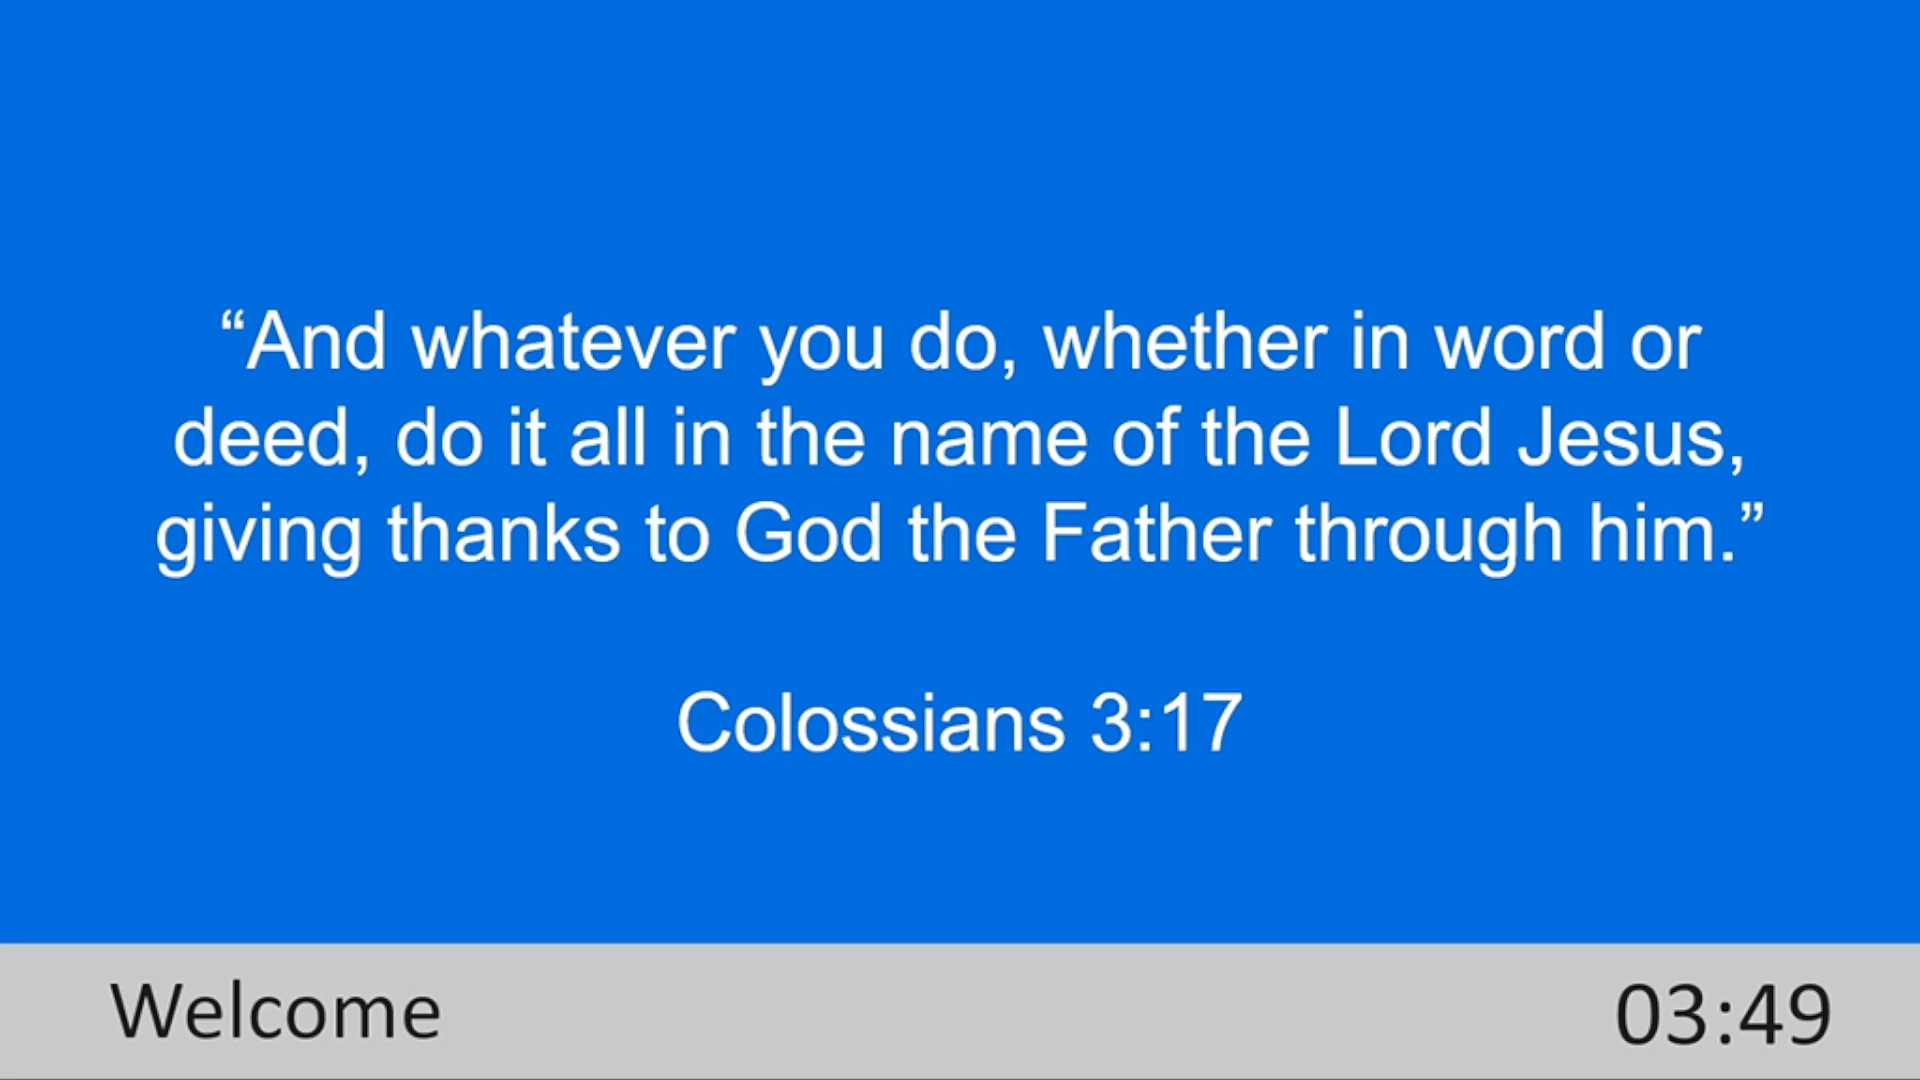 “And whatever you do, whether in word or
deed, do it all in the name of the Lord Jesus,
giving thanks to God the Father through him.”
Colossians 3:17
Welcome
03:49